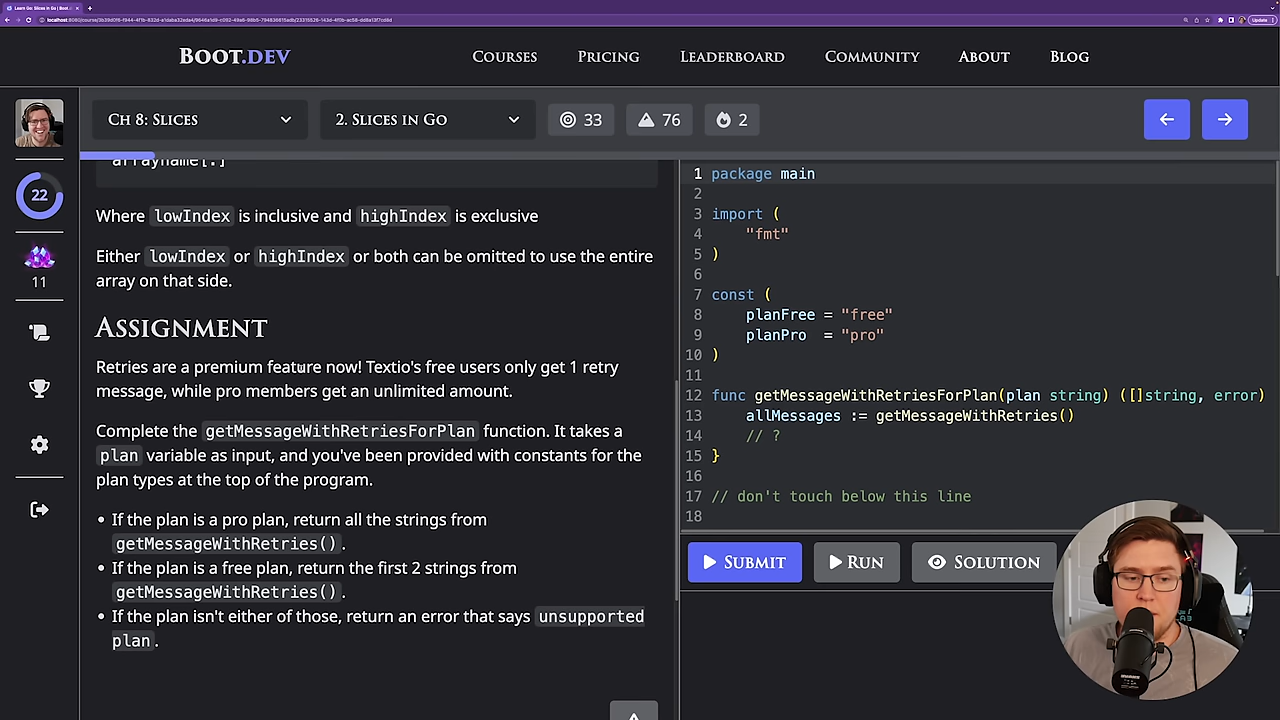 Learn Go: Slices in Go | Boot.d
BOOT.DEV
COURSES
PRICING
LEADERBOARD
COMMUNITY
ABOUT
BLOG
Update
CH 8: SLICES
2. SLICES IN GO
33
76
2
22
11
arrayname[:]
Where lowIndex is inclusive and highIndex is exclusive
Either lowIndex or highIndex or both can be omitted to use the entire
array on that side.
ASSIGNMENT
Retries are a premium feature now! Textio's free users only get 1 retry
message, while pro members get an unlimited amount.
Complete the getMessageWithRetriesForPlan function. It takes a
plan variable as input, and you've been provided with constants for the
plan types at the top of the program.
• If the plan is a pro plan, return all the strings from
getMessageWithRetries().
• If the plan is a free plan, return the first 2 strings from
getMessageWithRetries().
• If the plan isn't either of those, return an error that says unsupported
plan.
1 package main
2
3 import (
4 "fmt"
5 )
6
7 const (
8 planFree = "free"
9 planPro  = "pro"
10 )
11
12 func getMessageWithRetriesForPlan(plan string) ([]string, error)
13 allMessages := getMessageWithRetries()
14 // ?
15 }
16
17 // don't touch below this line
18
SUBMIT
RUN
SOLUTION